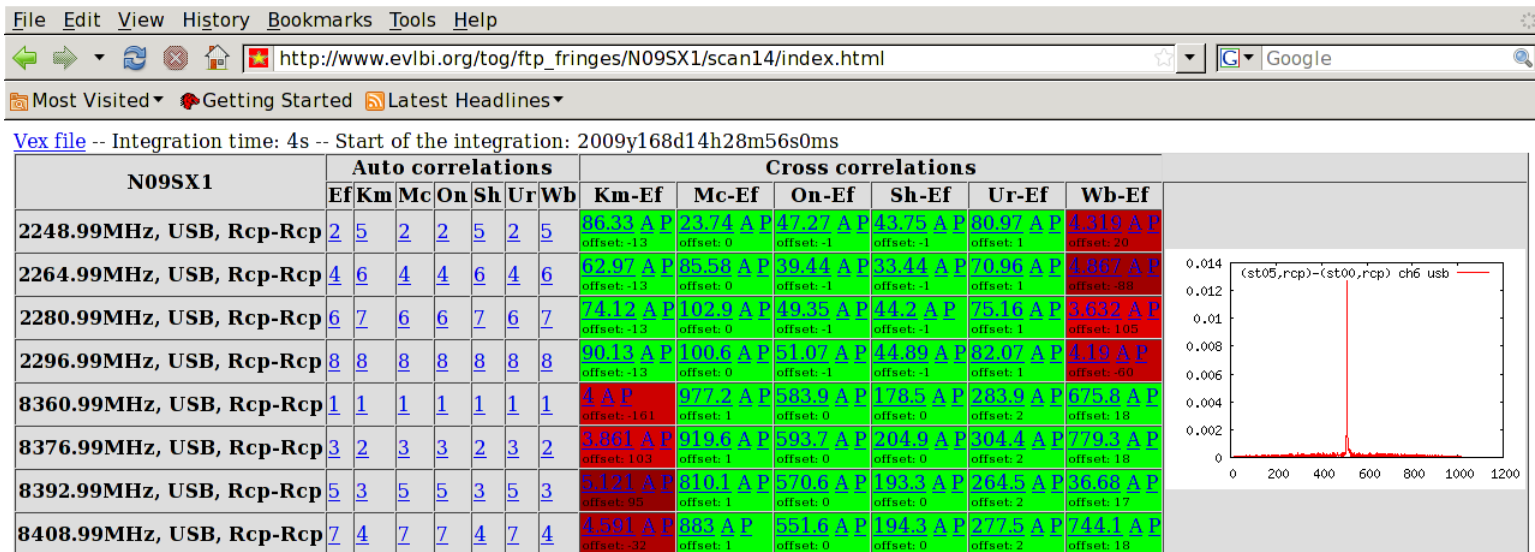 File Edit View History Bookmarks Tools Help
http://www.evlbi.org/tog/ftp_fringes/N09SX1/scan14/index.html
G Google
Most Visited Getting Started Latest Headlines
Vex file -- Integration time: 4s -- Start of the integration: 2009y168d14h28m56s0ms
N09SX1 Auto correlations Cross correlations
Ef Km Mc On Sh Ur Wb Km-Ef Mc-Ef On-Ef Sh-Ef Ur-Ef Wb-Ef
2248.99MHz, USB, Rcp-Rcp 2 5 2 2 5 2 5 86.33 A P 23.74 A P 47.27 A P 43.75 A P 80.97 A P 4.319 A P
offset: -13 offset: 0 offset: -1 offset: -1 offset: 1 offset: 20
2264.99MHz, USB, Rcp-Rcp 4 6 4 4 6 4 6 62.97 A P 85.58 A P 39.44 A P 33.44 A P 70.96 A P 4.867 A P
offset: -13 offset: 0 offset: -1 offset: -1 offset: 1 offset: -88
2280.99MHz, USB, Rcp-Rcp 6 7 6 6 7 6 7 74.12 A P 102.9 A P 49.35 A P 44.2 A P 75.16 A P 3.632 A P
offset: -13 offset: 0 offset: -1 offset: -1 offset: 1 offset: 105
2296.99MHz, USB, Rcp-Rcp 8 8 8 8 8 8 8 90.13 A P 100.6 A P 51.07 A P 44.89 A P 82.07 A P 4.19 A P
offset: -13 offset: 0 offset: -1 offset: -1 offset: 1 offset: -60
8360.99MHz, USB, Rcp-Rcp 1 1 1 1 1 1 1 4 A P 977.2 A P 583.9 A P 178.5 A P 283.9 A P 675.8 A P
offset: -161 offset: 1 offset: 0 offset: 0 offset: 2 offset: 18
8376.99MHz, USB, Rcp-Rcp 3 2 3 3 2 3 2 3.861 A P 919.6 A P 593.7 A P 204.9 A P 304.4 A P 779.3 A P
offset: 103 offset: 1 offset: 0 offset: 0 offset: 2 offset: 18
8392.99MHz, USB, Rcp-Rcp 5 3 5 5 3 5 3 5.121 A P 810.1 A P 570.6 A P 193.3 A P 264.5 A P 36.68 A P
offset: 95 offset: 1 offset: 0 offset: 0 offset: 2 offset: 17
8408.99MHz, USB, Rcp-Rcp 7 4 7 7 4 7 4 4.591 A P 883 A P 551.6 A P 194.3 A P 277.5 A P 744.1 A P
offset: -32 offset: 1 offset: 0 offset: 0 offset: 2 offset: 18
(st05,rcp)-(st00,rcp) ch6 usb
0.014
0.012
0.01
0.008
0.006
0.004
0.002
0
0 200 400 600 800 1000 1200